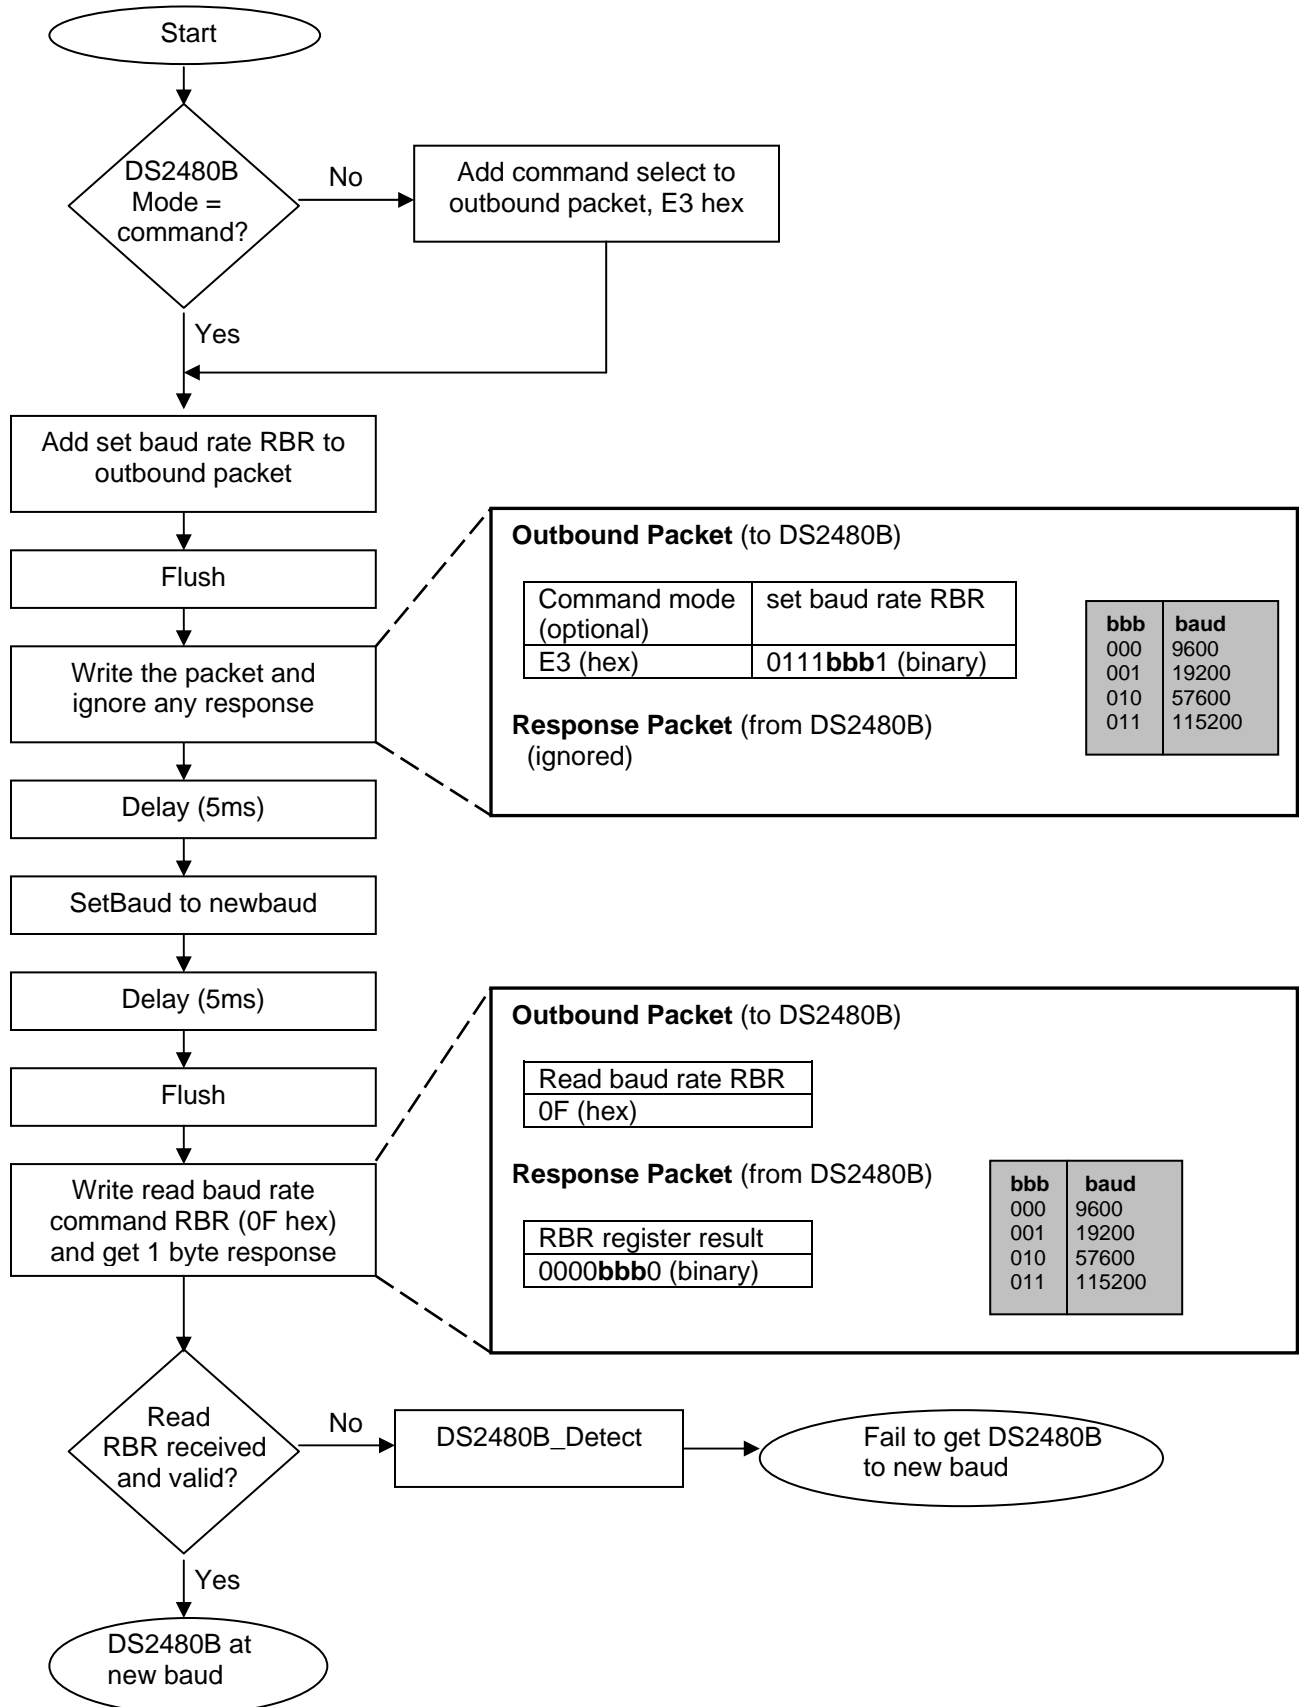 Start
DS2480B
Mode =
command?
No
Add command select to
outbound packet, E3 hex
Yes
Add set baud rate RBR to
outbound packet
Flush
Write the packet and
ignore any response
Outbound Packet (to DS2480B)
Command mode
(optional)
set baud rate RBR
E3 (hex)
0111bbb1 (binary)
Response Packet (from DS2480B)
(ignored)
bbb baud
000 9600
001 19200
010 57600
011 115200
Delay (5ms)
SetBaud to newbaud
Delay (5ms)
Flush
Write read baud rate
command RBR (0F hex)
and get 1 byte response
Outbound Packet (to DS2480B)
Read baud rate RBR
0F (hex)
Response Packet (from DS2480B)
RBR register result
0000bbb0 (binary)
bbb baud
000 9600
001 19200
010 57600
011 115200
Read
RBR received
and valid?
No
DS2480B_Detect
Fail to get DS2480B
to new baud
Yes
DS2480B at
new baud